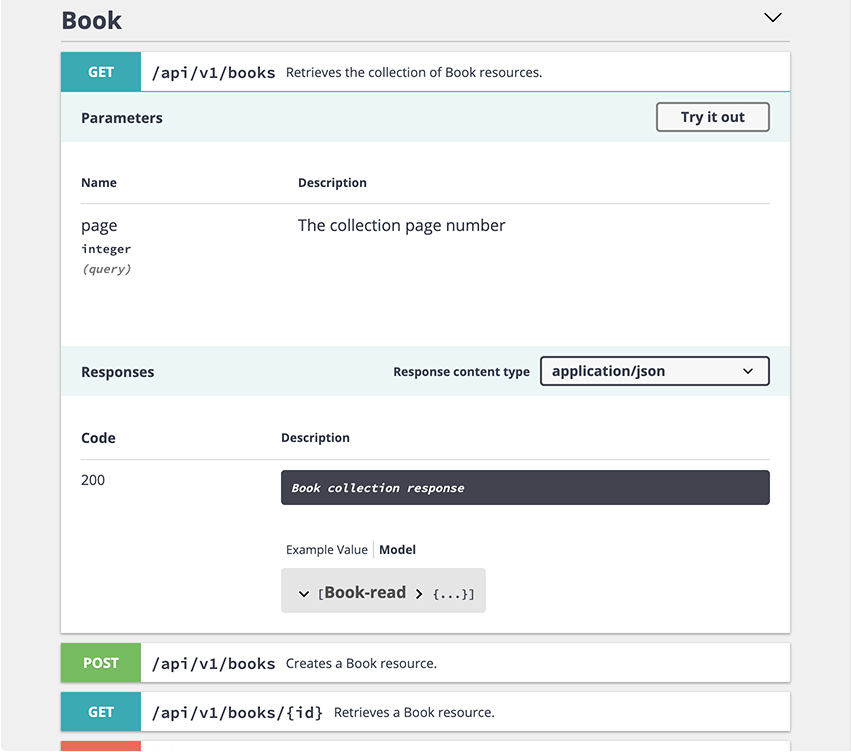 Book
GET /api/v1/books Retrieves the collection of Book resources.
Parameters Try it out
Name Description
page The collection page number
integer
(query)
Responses Response content type application/json
Code Description
200 Book collection response
Example Value Model
[Book-read > {...}]
POST /api/v1/books Creates a Book resource.
GET /api/v1/books/{id} Retrieves a Book resource.